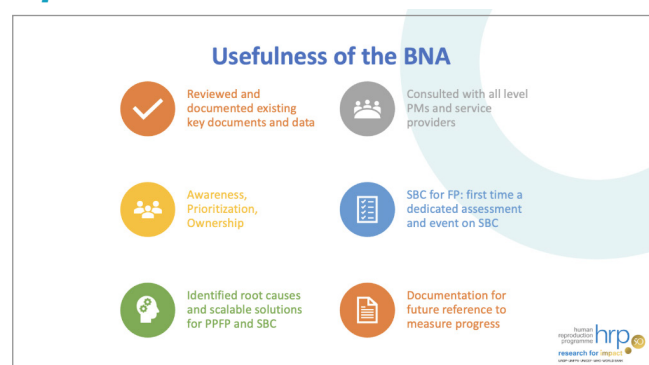 Usefulness of the BNA
Reviewed and
documented existing
key documents and data
Consulted with all level
PMs and service
providers
Awareness,
Prioritization,
Ownership
SBC for FP: first time a
dedicated assessment
and event on SBC
Identified root causes
and scalable solutions
for PPFP and SBC
Documentation for
future reference to
measure progress
human
reproduction
programme
hrp
50
research for impact